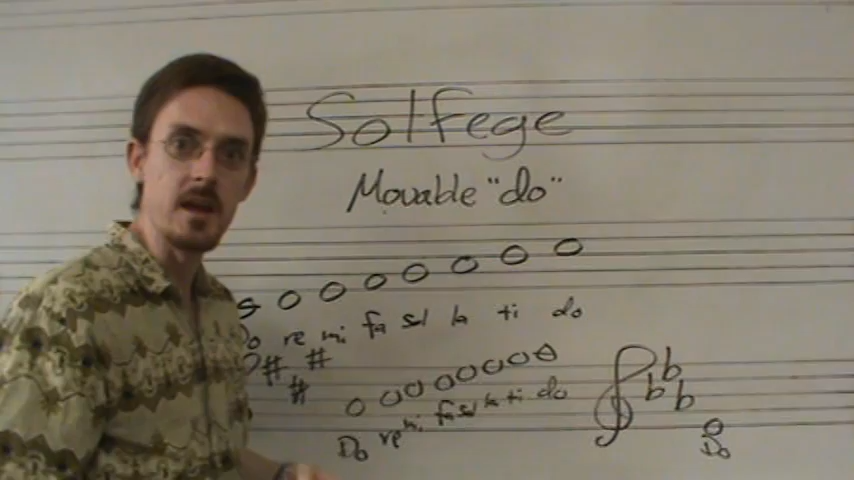 Solfege
Movable "do"
Do re mi fa sol la ti do
Do re mi fa sol la ti do
Do